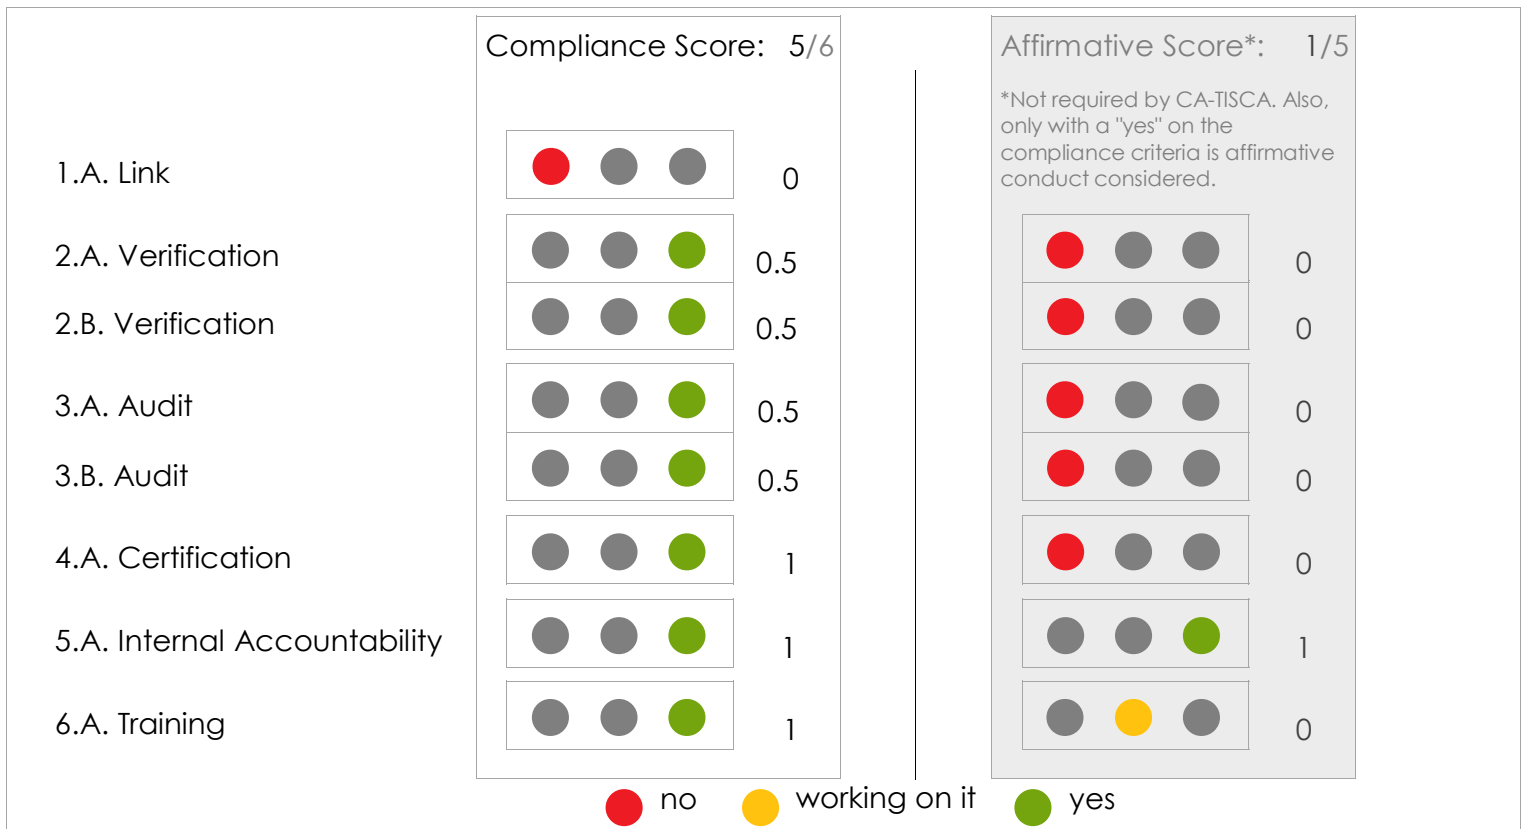 Compliance Score: 5/6
Affirmative Score*: 1/5
*Not required by CA-TISCA. Also,
only with a "yes" on the
compliance criteria is affirmative
conduct considered.
1.A. Link 0
2.A. Verification 0.5 0
2.B. Verification 0.5 0
3.A. Audit 0.5 0
3.B. Audit 0.5 0
4.A. Certification 1 0
5.A. Internal Accountability 1 1
6.A. Training 1 0
no working on it yes